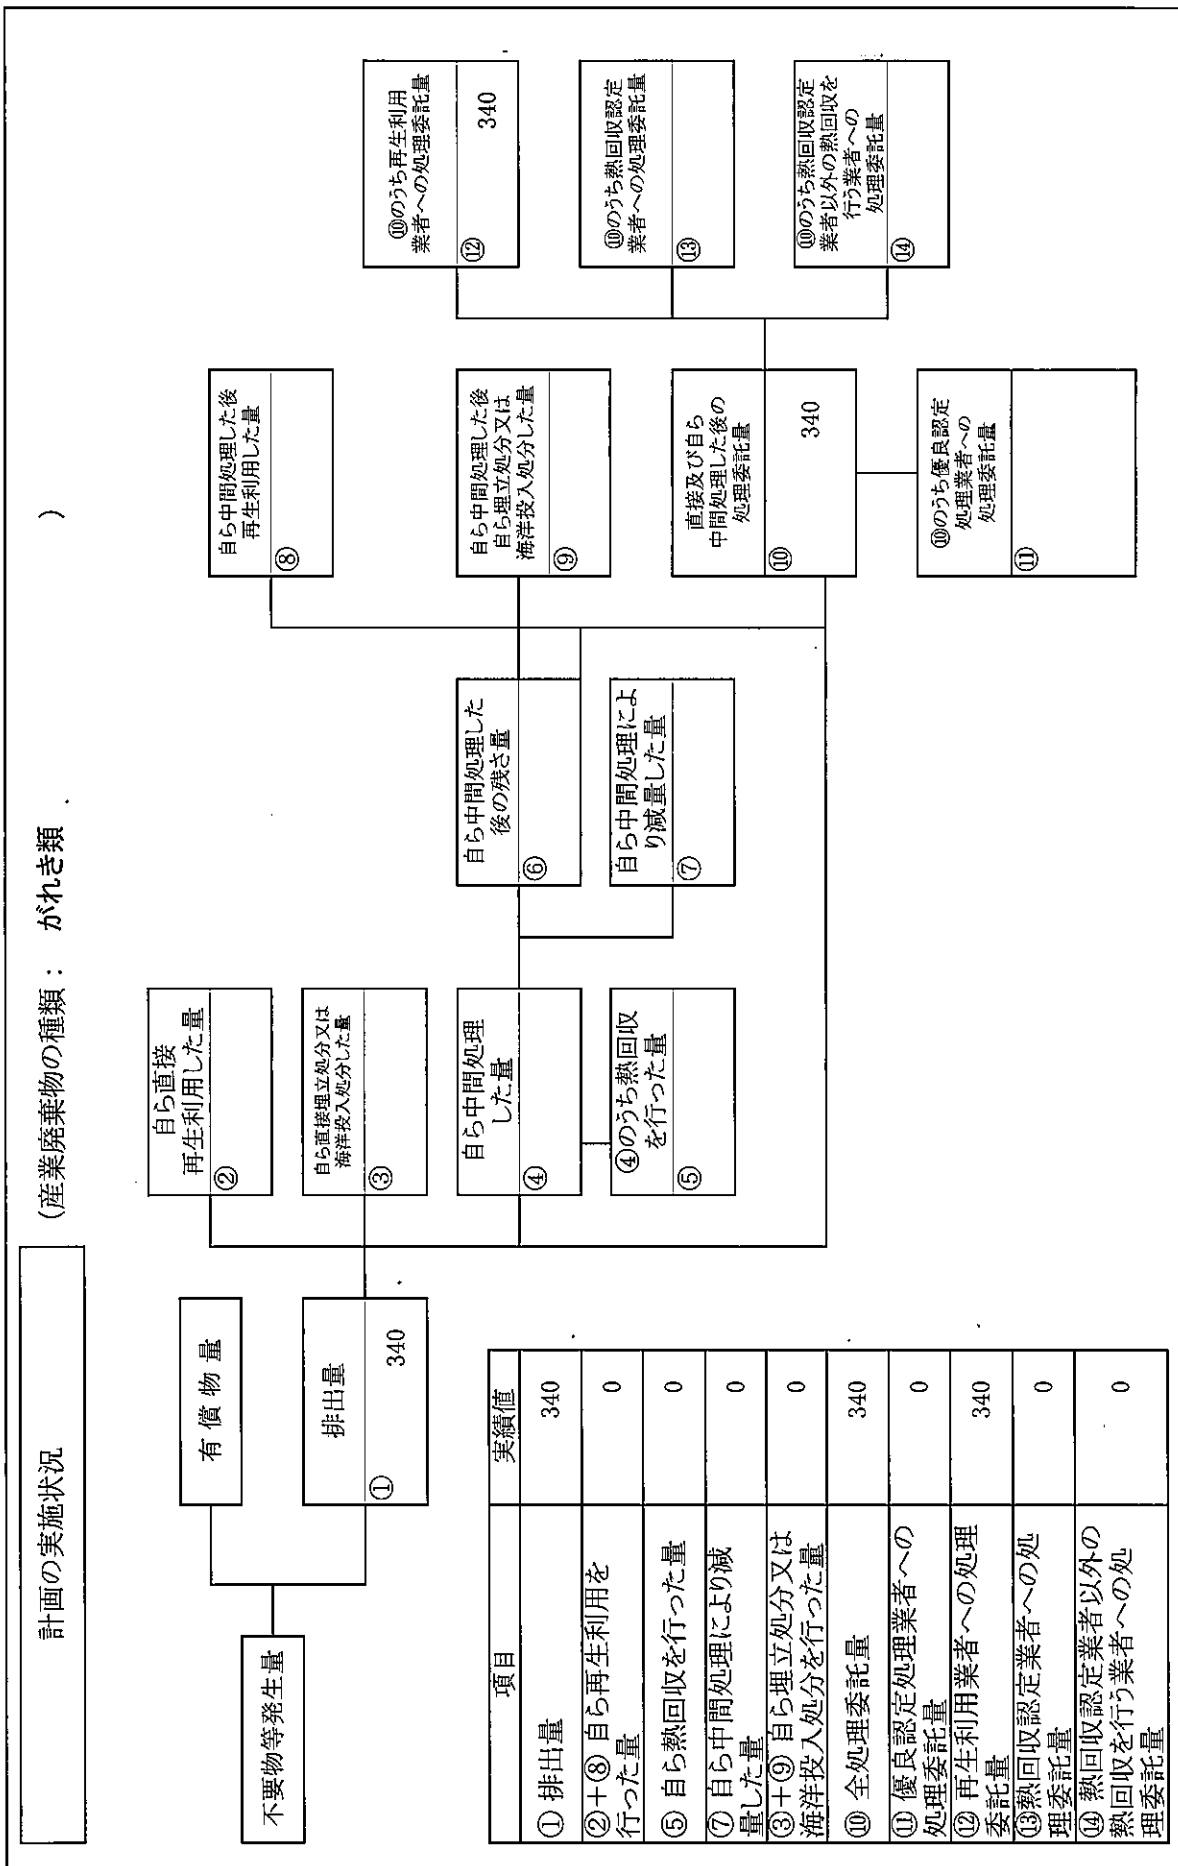 計画の実施状況
(産業廃棄物の種類： がれき類 )
不要物等発生量
有償物量
排出量
①
340
自ら直接
再生利用した量
②
自ら直接埋立処分又は
海洋投入処分した量
③
自ら中間処理
した量
④
④のうち熱回収
を行った量
⑤
自ら中間処理した
後の残さ量
⑥
自ら中間処理によ
り減量した量
⑦
自ら中間処理した後
再生利用した量
⑧
自ら中間処理した後
自ら埋立処分又は
海洋投入処分した量
⑨
直接及び自ら
中間処理した後の
処理委託量
⑩
340
⑩のうち優良認定
処理業者への
処理委託量
⑪
⑩のうち再生利用
業者への処理委託量
⑫
340
⑩のうち熱回収認定
業者への処理委託量
⑬
⑩のうち熱回収認定
業者以外の熱回収を
行う業者への
処理委託量
⑭
項目 実績値
① 排出量 340
②+⑧ 自ら再生利用を
行った量 0
⑤ 自ら熱回収を行った量 0
⑦ 自ら中間処理により減
量した量 0
③+⑨ 自ら埋立処分又は
海洋投入処分を行った量 0
⑩ 全処理委託量 340
⑪ 優良認定処理業者への
処理委託量 0
⑫ 再生利用業者への処理
委託量 340
⑬熱回収認定業者への処
理委託量 0
⑭ 熱回収認定業者以外の
熱回収を行う業者への処
理委託量 0